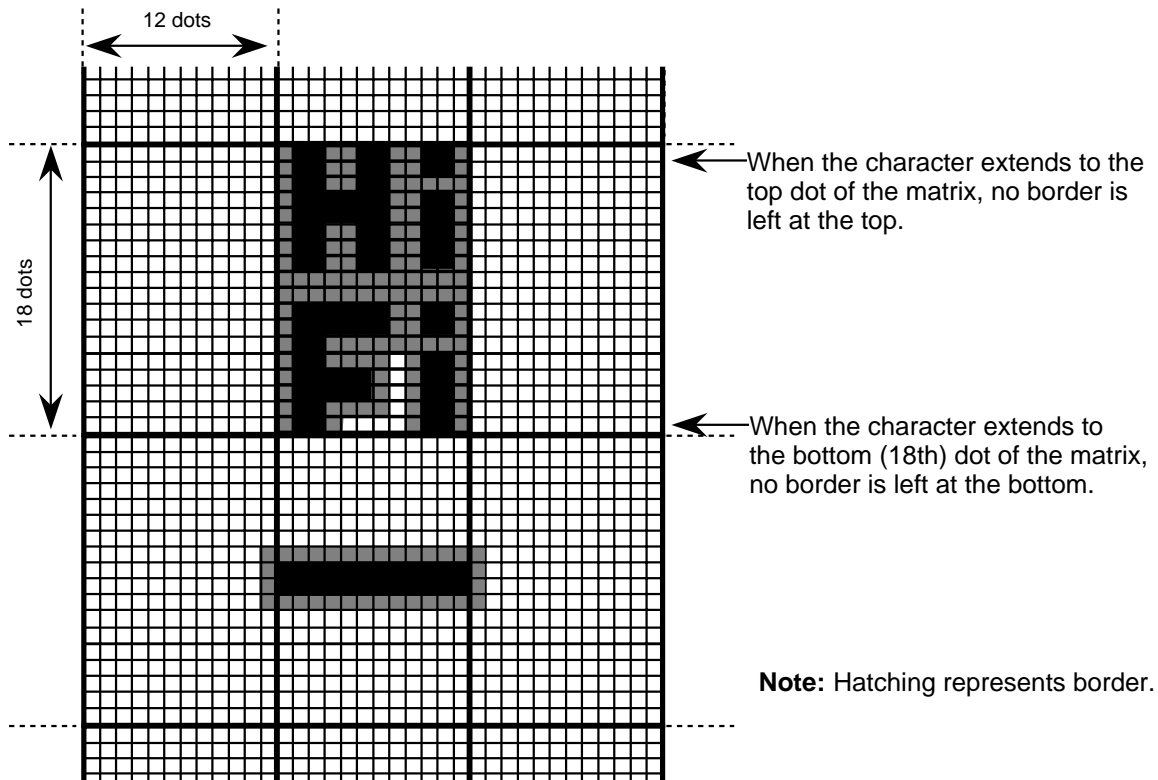 12 dots
18 dots
Hi
Fi
When the character extends to the
top dot of the matrix, no border is
left at the top.
When the character extends to
the bottom (18th) dot of the matrix,
no border is left at the bottom.
Note: Hatching represents border.